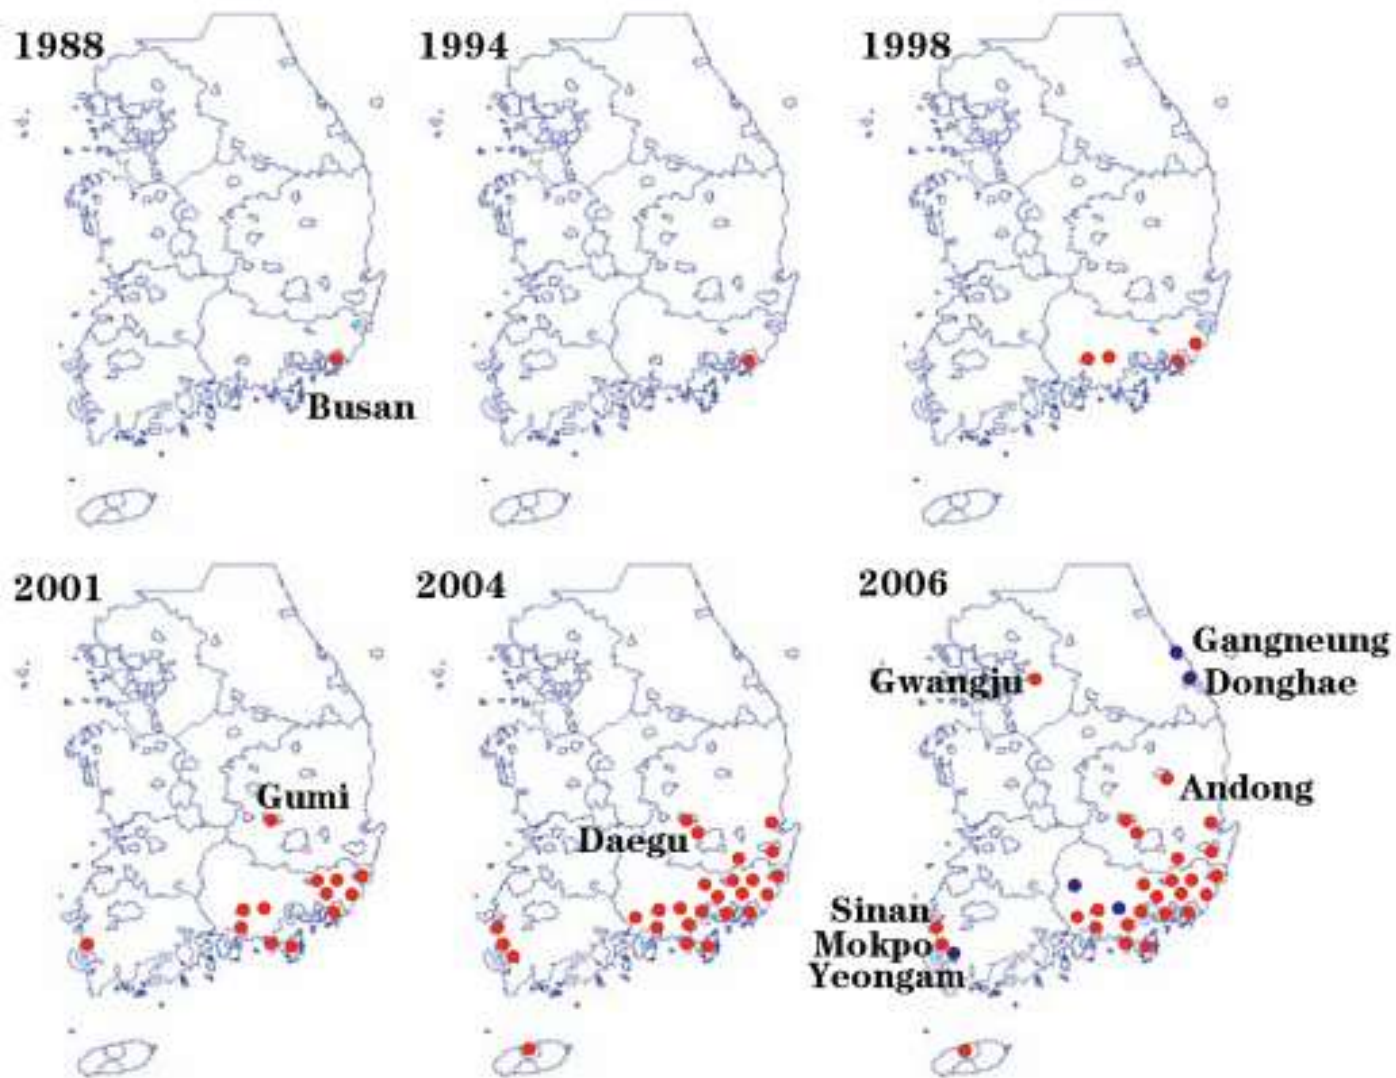 1988
1994
1998
Busan
2001
2004
2006
Gangneung
Gwangju
Donghae
Gumi
Andong
Daegu
Sinan
Mokpo
Yeongam